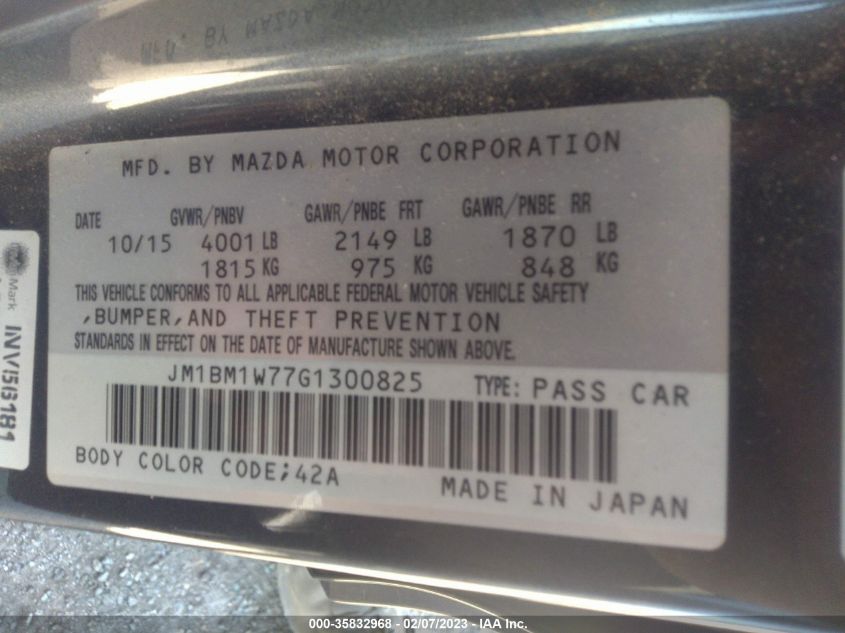 MFD. BY MAZDA MOTOR CORPORATION
DATE GVWR/PNBV GAWR/PNBE FRT GAWR/PNBE RR
10/15 4001 LB 2149 LB 1870 LB
1815 KG 975 KG 848 KG
THIS VEHICLE CONFORMS TO ALL APPLICABLE FEDERAL MOTOR VEHICLE SAFETY
,BUMPER,AND THEFT PREVENTION
STANDARDS IN EFFECT ON THE DATE OF MANUFACTURE SHOWN ABOVE.
JM1BM1W77G1300825 TYPE: PASS CAR
BODY COLOR CODE;42A
MADE IN JAPAN
Mark
000-35832968 - 02/07/2023 - IAA Inc.